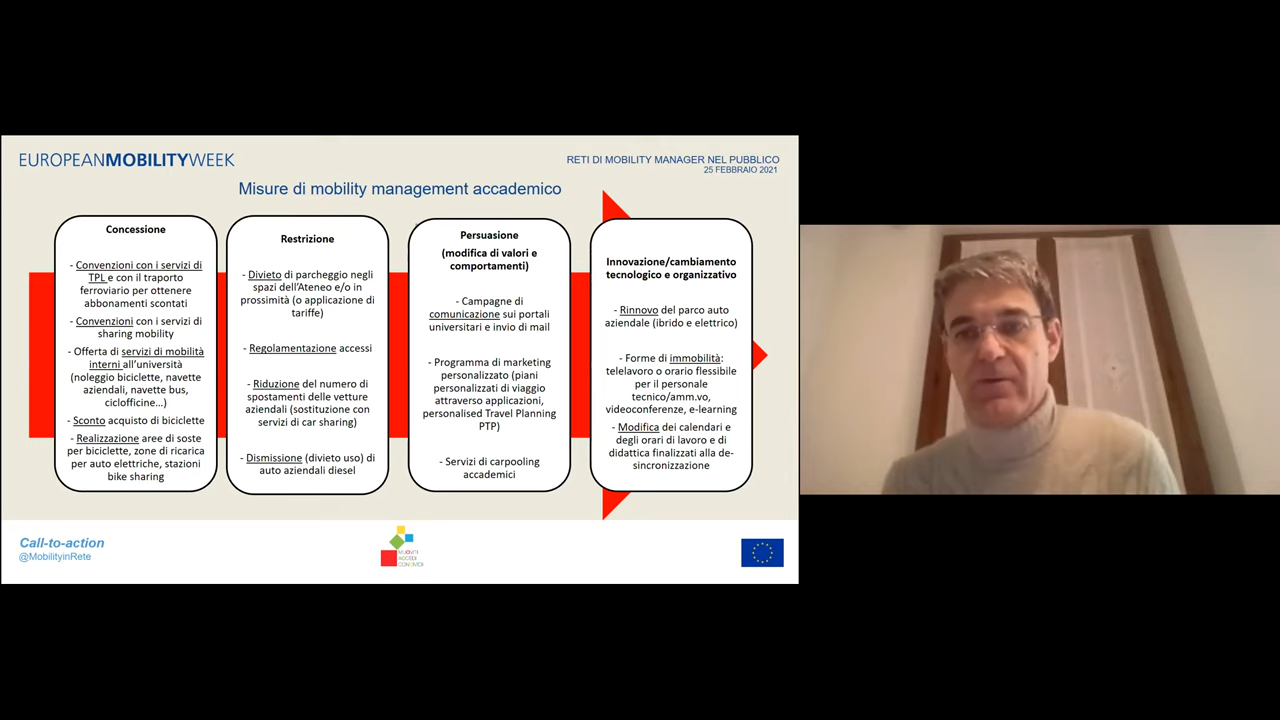 EUROPEANMOBILITYWEEK
RETI DI MOBILITY MANAGER NEL PUBBLICO
25 FEBBRAIO 2021
Misure di mobility management accademico
Concessione
- Convenzioni con i servizi di
TPL e con il traporto
ferroviario per ottenere
abbonamenti scontati
- Convenzioni con i servizi di
sharing mobility
- Offerta di servizi di mobilità
interni all'università
(noleggio biciclette, navette
aziendali, navette bus,
ciclofficine...)
- Sconto acquisto di biciclette
- Realizzazione aree di soste
per biciclette, zone di ricarica
per auto elettriche, stazioni
bike sharing
Restrizione
- Divieto di parcheggio negli
spazi dell'Ateneo e/o in
prossimità (o applicazione di
tariffe)
- Regolamentazione accessi
- Riduzione del numero di
spostamenti delle vetture
aziendali (sostituzione con
servizi di car sharing)
- Dismissione (divieto uso) di
auto aziendali diesel
Persuasione
(modifica di valori e
comportamenti)
- Campagne di
comunicazione sui portali
universitari e invio di mail
- Programma di marketing
personalizzato (piani
personalizzati di viaggio
attraverso applicazioni,
personalised Travel Planning
PTP)
- Servizi di carpooling
accademici
Innovazione/cambiamento
tecnologico e organizzativo
- Rinnovo del parco auto
aziendale (ibrido e elettrico)
- Forme di immobilità:
telelavoro o orario flessibile
per il personale
tecnico/amm.vo,
videoconferenze, e-learning
- Modifica dei calendari e
degli orari di lavoro e di
didattica finalizzati alla de-
sincronizzazione
Call-to-action
@MobilityinRete
MUOVITI
ACCEDI
CONDIVIDI